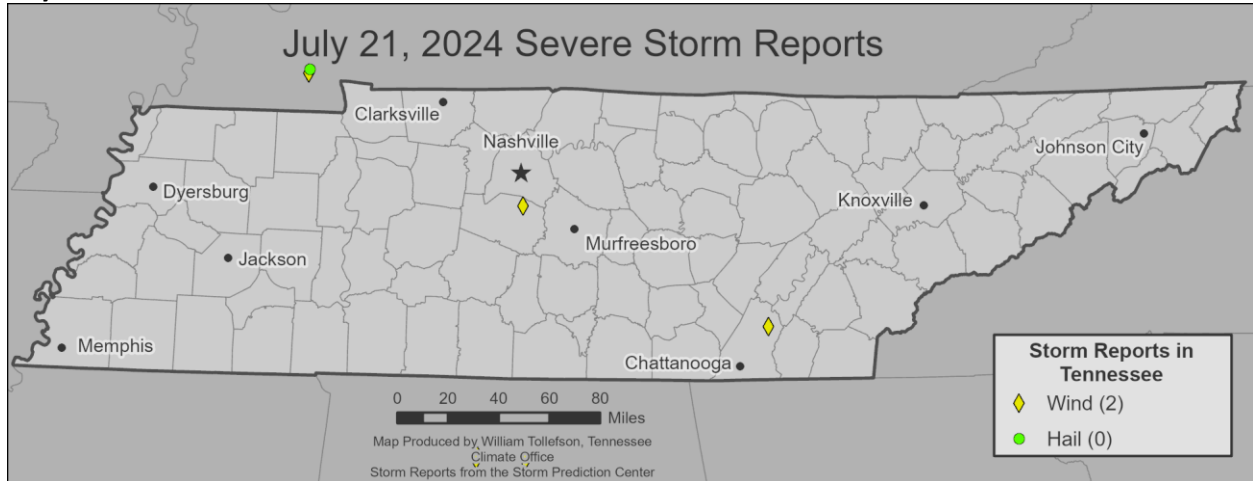 July 21, 2024 Severe Storm Reports
Clarksville
Nashville
Johnson City
Dyersburg
Knoxville
Murfreesboro
Jackson
Memphis
Chattanooga
Storm Reports in
Tennessee
Wind (2)
Hail (0)
0 20 40 60 80
Miles
Map Produced by William Tollefson, Tennessee
Climate Office
Storm Reports from the Storm Prediction Center